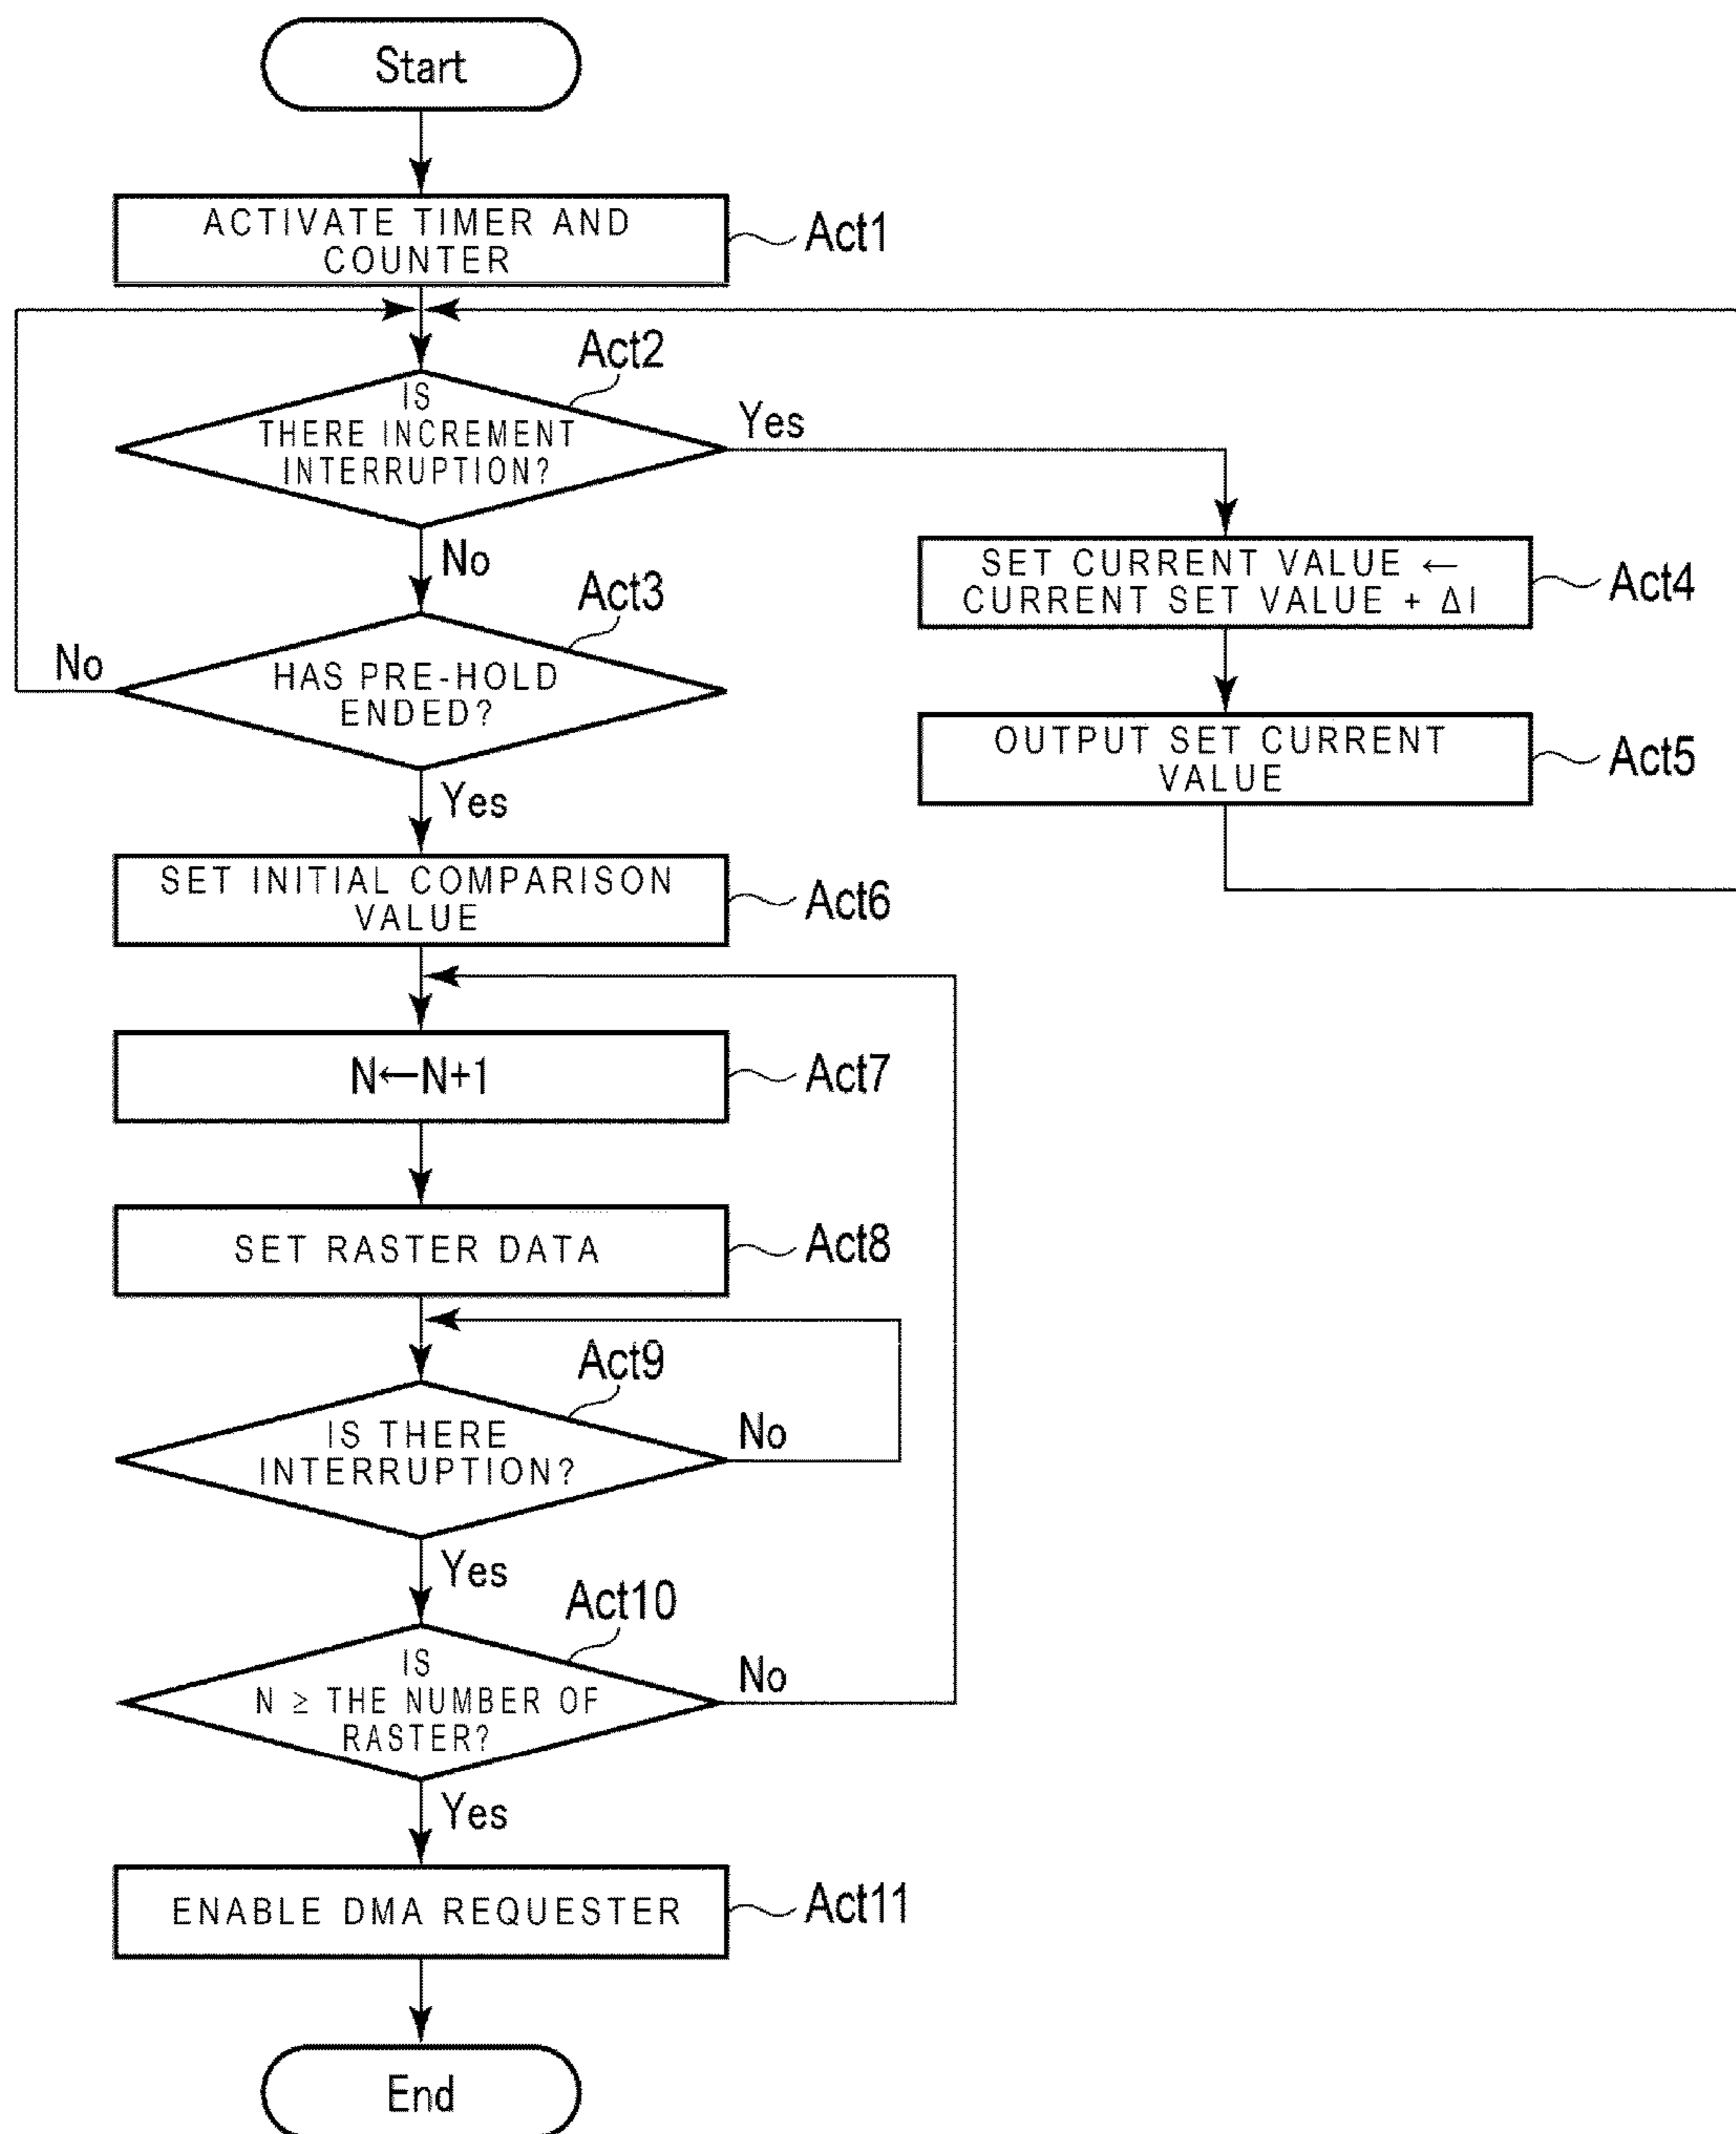 Start
ACTIVATE TIMER AND
COUNTER
Act1
Act2
IS
THERE INCREMENT
INTERRUPTION?
Yes
No
Act3
HAS PRE-HOLD
ENDED?
No
Yes
SET CURRENT VALUE ←
CURRENT SET VALUE + ΔI
Act4
OUTPUT SET CURRENT
VALUE
Act5
SET INITIAL COMPARISON
VALUE
Act6
N←N+1
Act7
SET RASTER DATA
Act8
Act9
IS THERE
INTERRUPTION?
No
Yes
Act10
IS
N ≥ THE NUMBER OF
RASTER?
No
Yes
ENABLE DMA REQUESTER
Act11
End